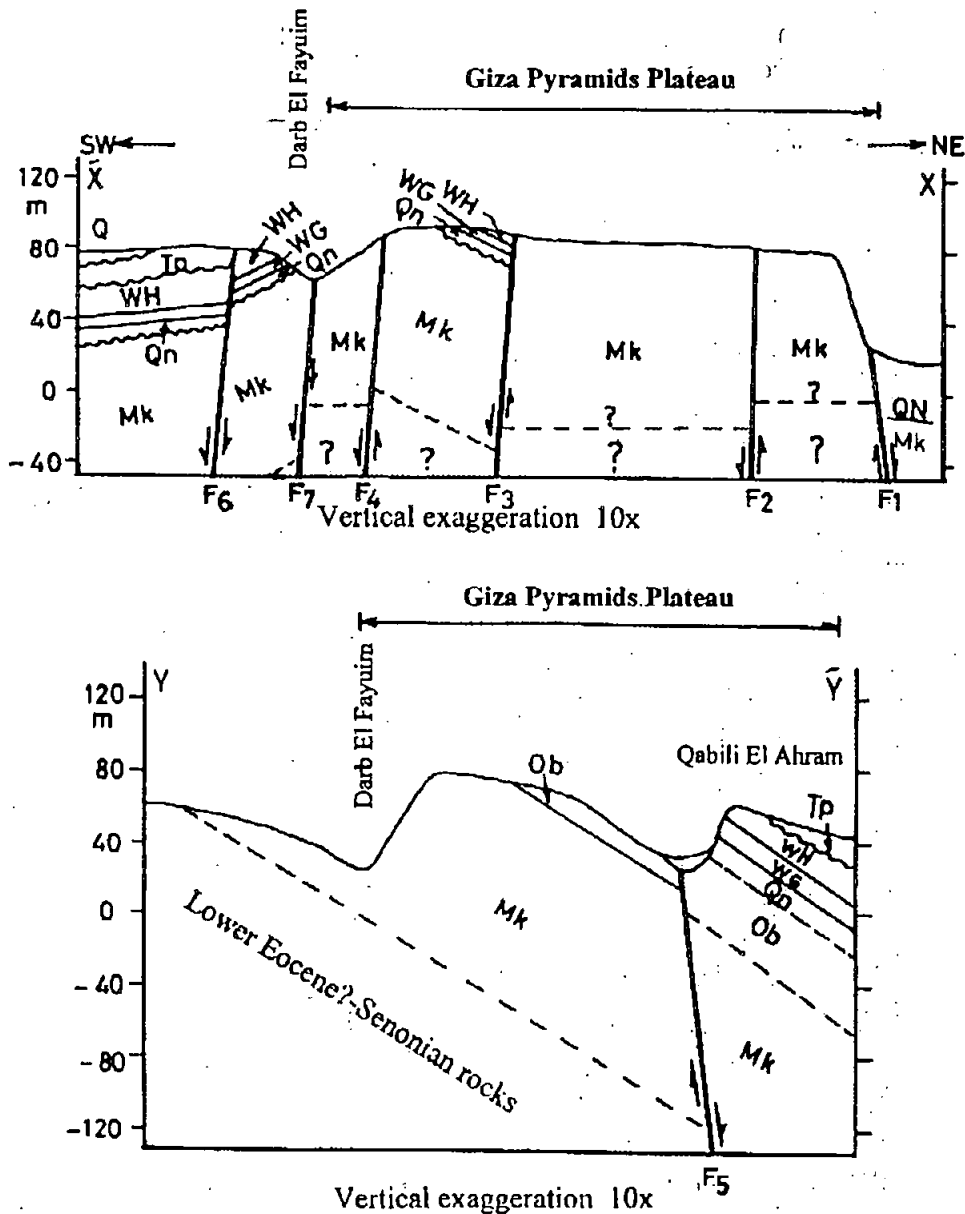 Darb El Fayuim
Giza Pyramids Plateau
SW
NE
X̄
X
120
m
80
40
0
-40
Q
Tp
WH
Qn
WH
WG
Qn
WG WH
Qn
Mk
Mk
Mk
Mk
Mk
Mk
QN
Mk
?
?
?
?
?
?
F6
F7
F4
F3
F2
F1
Vertical exaggeration 10x
Giza Pyramids Plateau
Darb El Fayuim
Y
Ȳ
120
m
80
40
0
-40
-80
-120
Ob
Qabili El Ahram
Tp
WH
WG
Qn
Ob
Mk
Mk
Lower Eocene?-Senonian rocks
F5
Vertical exaggeration 10x